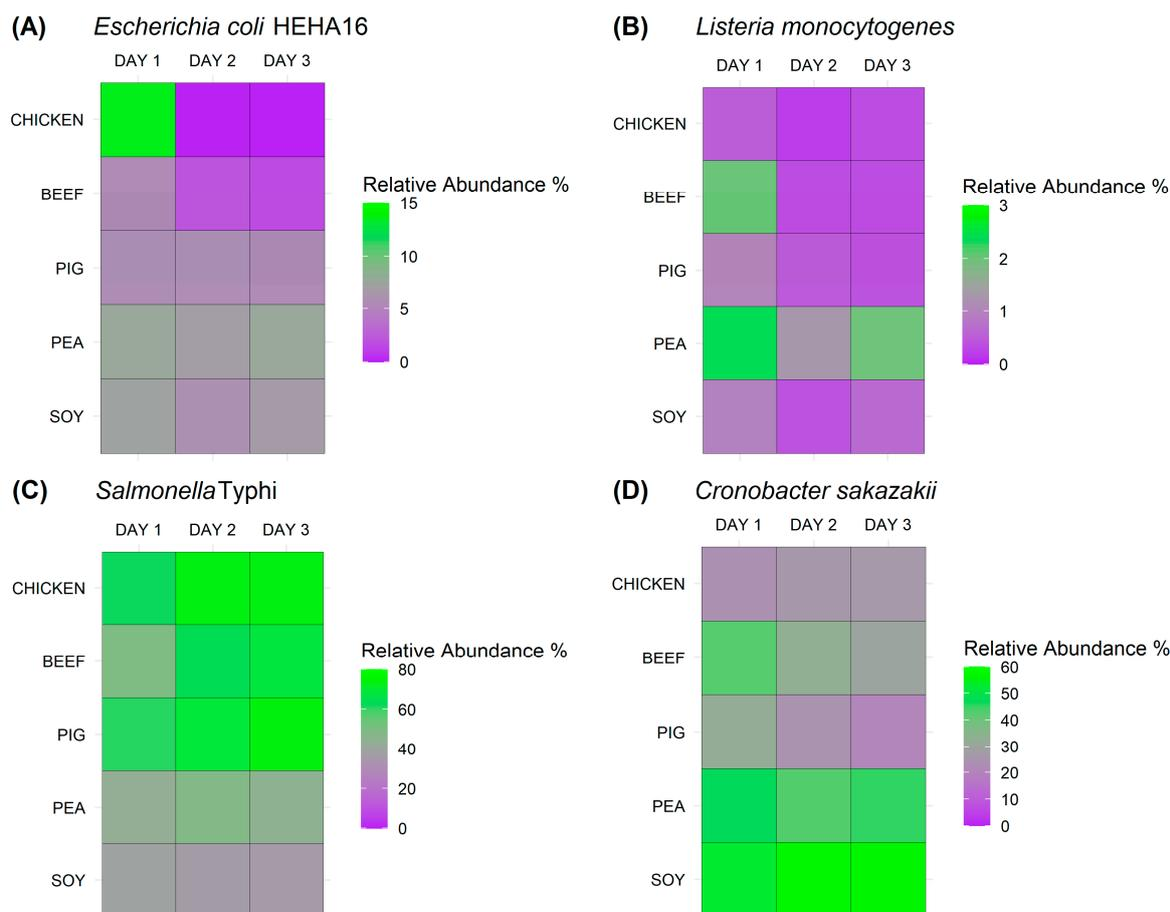 (A) Escherichia coli HEHA16
DAY 1 DAY 2 DAY 3
CHICKEN
BEEF
PIG
PEA
SOY
Relative Abundance %
15
10
5
0
(B) Listeria monocytogenes
DAY 1 DAY 2 DAY 3
CHICKEN
BEEF
PIG
PEA
SOY
Relative Abundance %
3
2
1
0
(C) Salmonella Typhi
DAY 1 DAY 2 DAY 3
CHICKEN
BEEF
PIG
PEA
SOY
Relative Abundance %
80
60
40
20
0
(D) Cronobacter sakazakii
DAY 1 DAY 2 DAY 3
CHICKEN
BEEF
PIG
PEA
SOY
Relative Abundance %
60
50
40
30
20
10
0